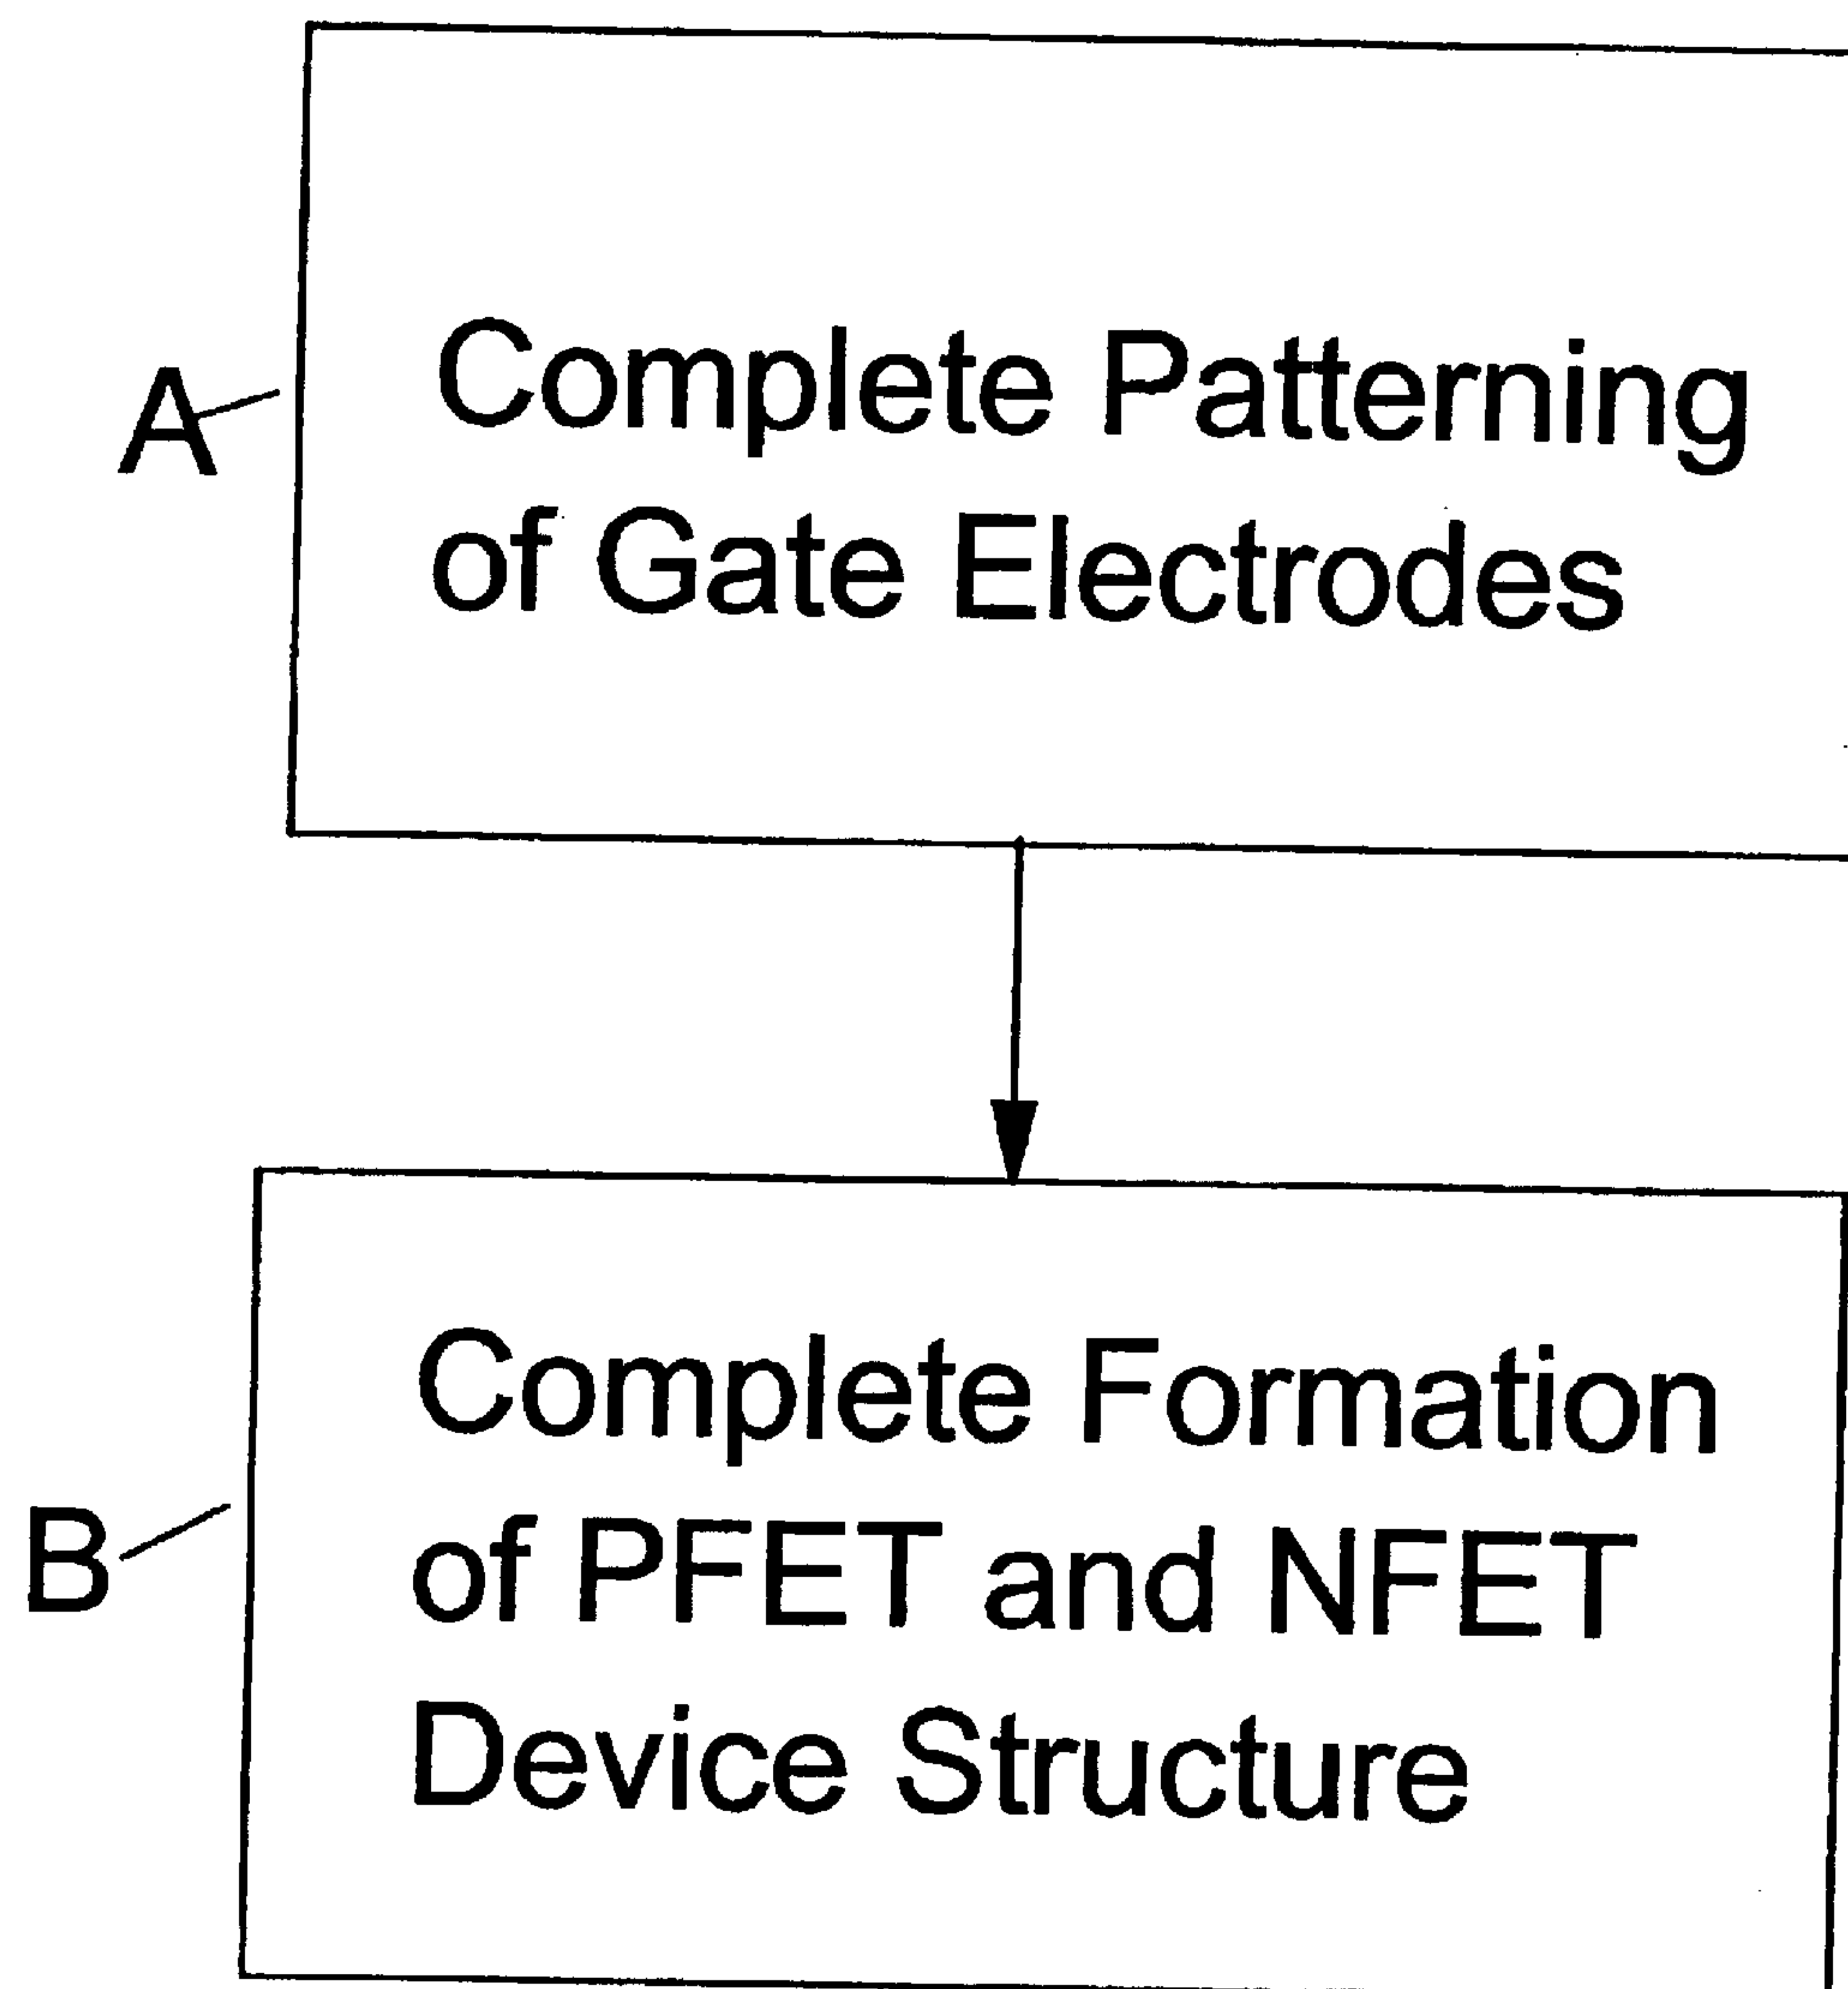 A
Complete Patterning
of Gate Electrodes
B
Complete Formation
of PFET and NFET
Device Structure